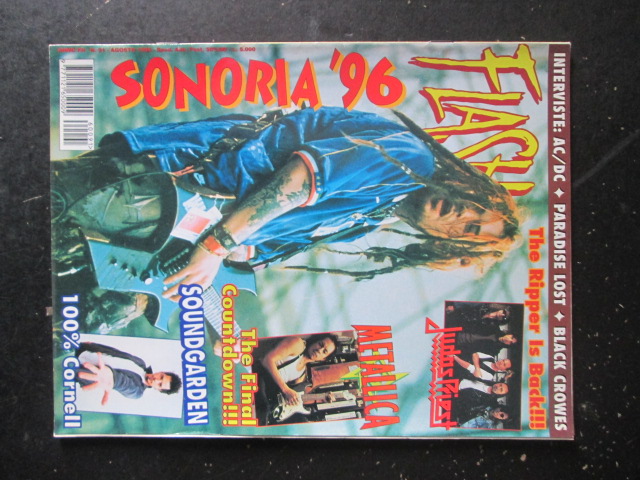 SONORIA '96
FLASH
INTERVISTE: AC/DC ✦ PARADISE LOST ✦ BLACK CROWES
The Ripper Is Back!!!
Judas Priest
METALLICA
The Final
Countdown!!!
SOUNDGARDEN
100% Cornell